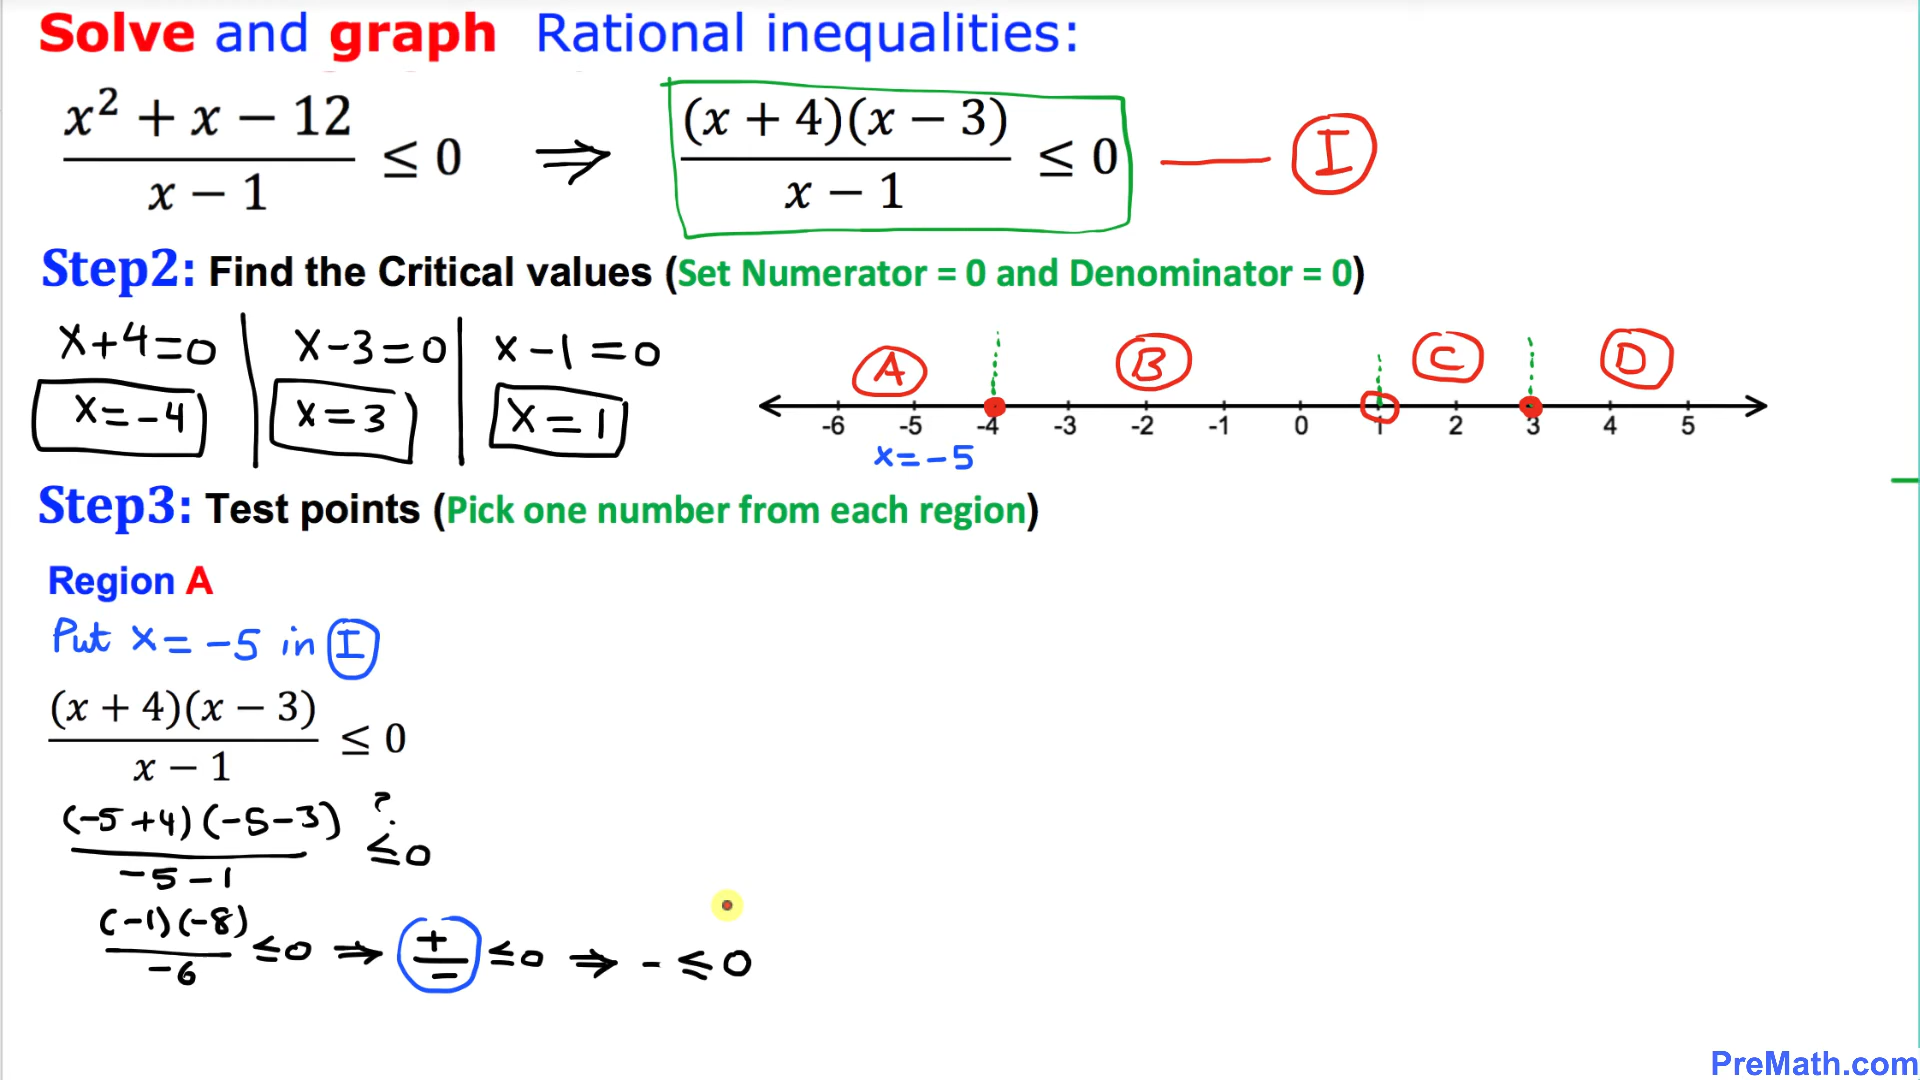 Solve and graph Rational inequalities:
x² + x − 12 / x − 1 ≤ 0 ⇒ (x + 4)(x − 3) / x − 1 ≤ 0 — I
Step2: Find the Critical values (Set Numerator = 0 and Denominator = 0)
x+4=0 | x-3=0 | x-1=0
x=-4 x=3 x=1
A B C D
-6 -5 -4 -3 -2 -1 0 1 2 3 4 5
x=-5
Step3: Test points (Pick one number from each region)
Region A
Put x=-5 in I
(x + 4)(x − 3) / x − 1 ≤ 0
(-5+4)(-5-3) / -5-1 ≤ 0 ?
(-1)(-8) / -6 ≤0 ⇒ + / - ≤0 ⇒ - ≤ 0
PreMath.com